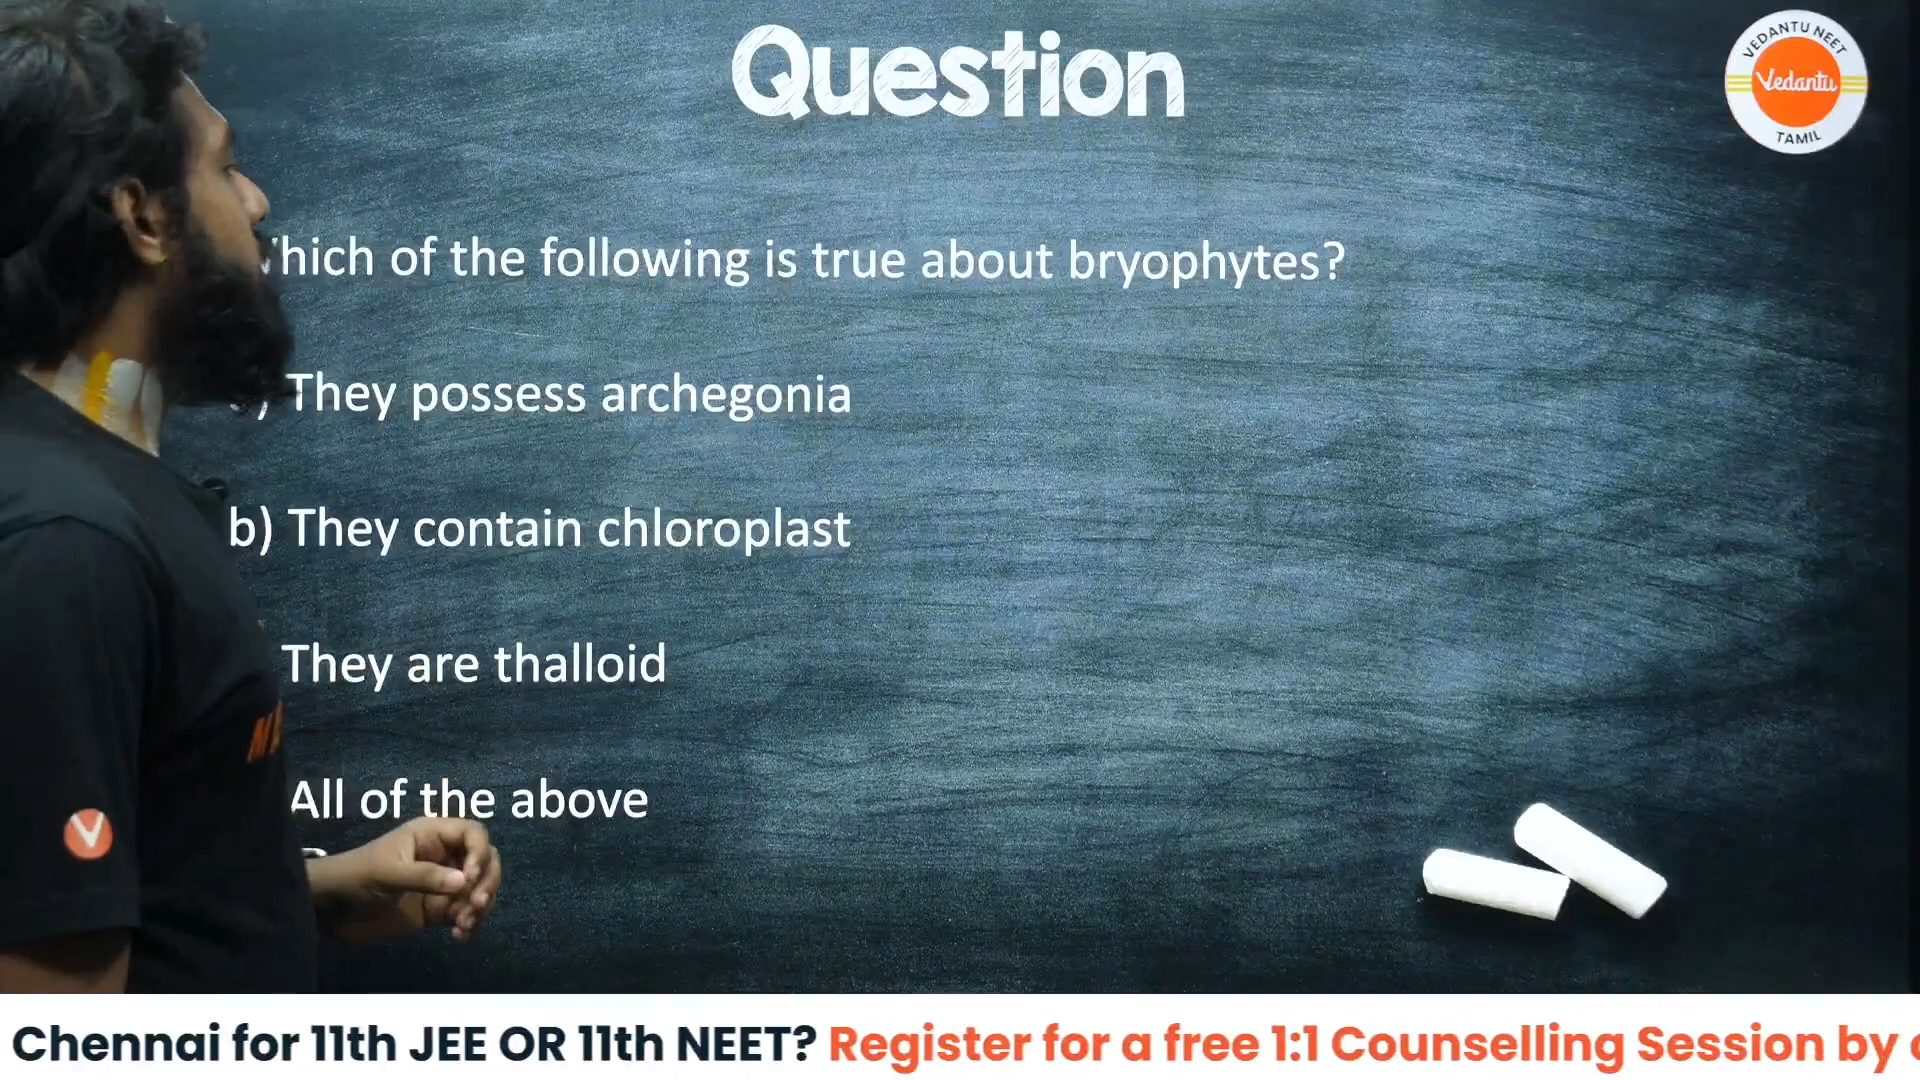 Question
VEDANTU NEET
Vedantu
TAMIL
of the following is true about bryophytes?
They possess archegonia
b) They contain chloroplast
They are thalloid
All of the above
V
Chennai for 11th JEE OR 11th NEET? Register for a free 1:1 Counselling Session by